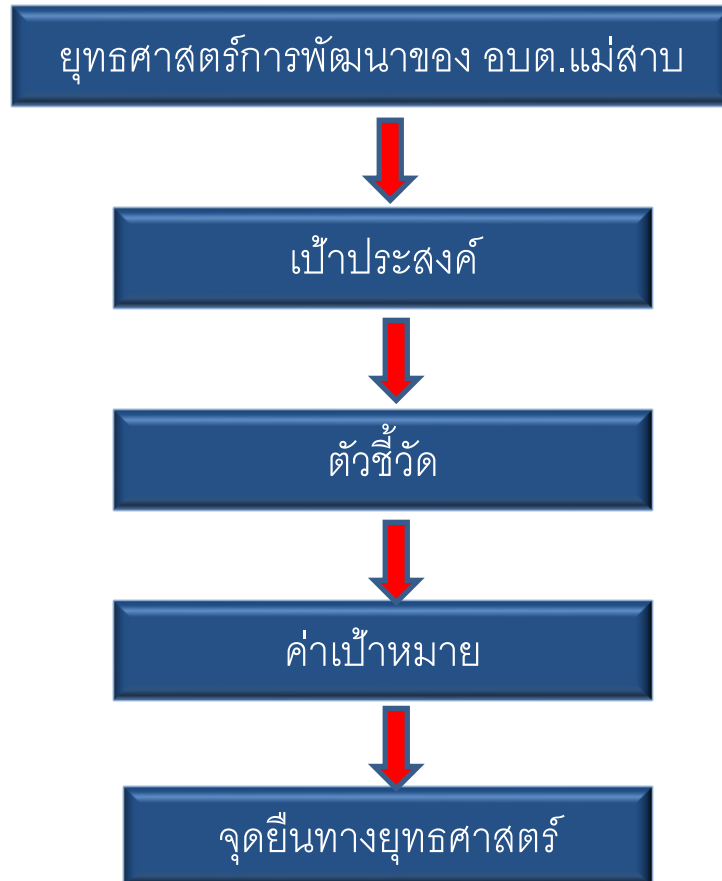 ยุทธศาสตร์การพัฒนาของ อบต.แม่สาบ
เป้าประสงค์
ตัวชี้วัด
ค่าเป้าหมาย
จุดยืนทางยุทธศาสตร์